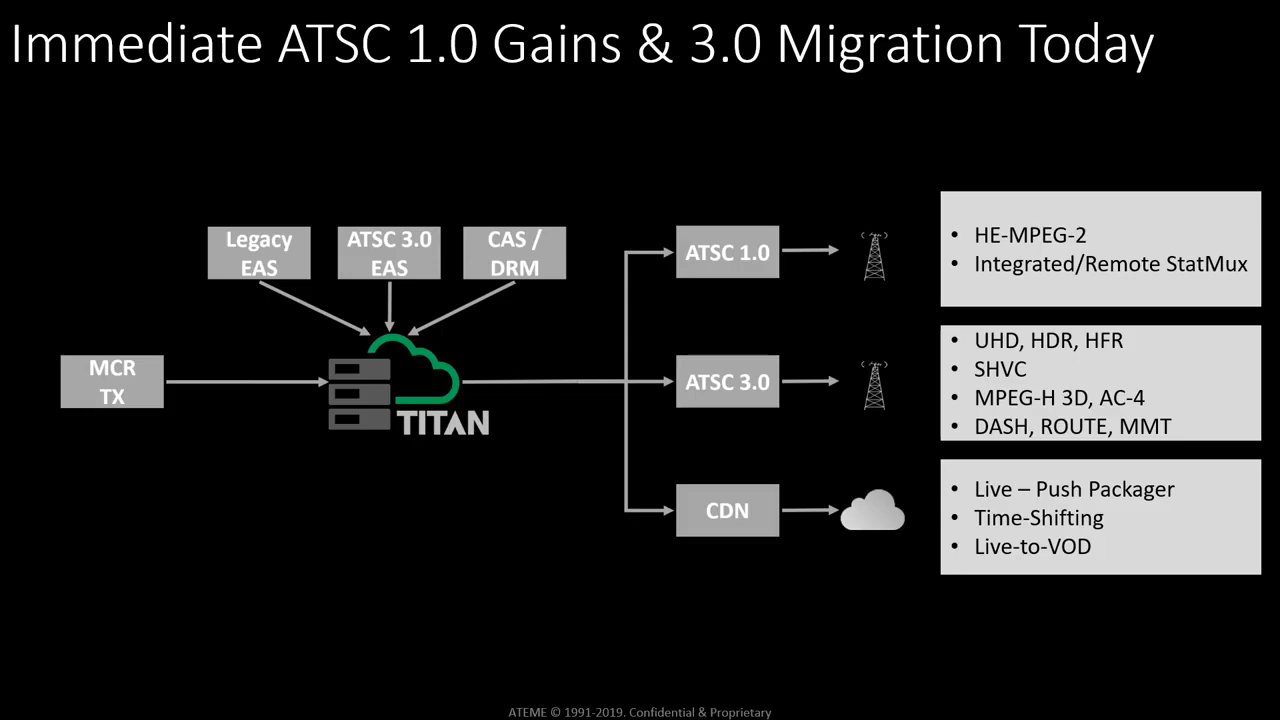 Immediate ATSC 1.0 Gains & 3.0 Migration Today
Legacy
EAS
ATSC 3.0
EAS
CAS /
DRM
MCR
TX
TITAN
ATSC 1.0
ATSC 3.0
CDN
• HE-MPEG-2
• Integrated/Remote StatMux
• UHD, HDR, HFR
• SHVC
• MPEG-H 3D, AC-4
• DASH, ROUTE, MMT
• Live – Push Packager
• Time-Shifting
• Live-to-VOD
ATEME © 1991-2019. Confidential & Proprietary